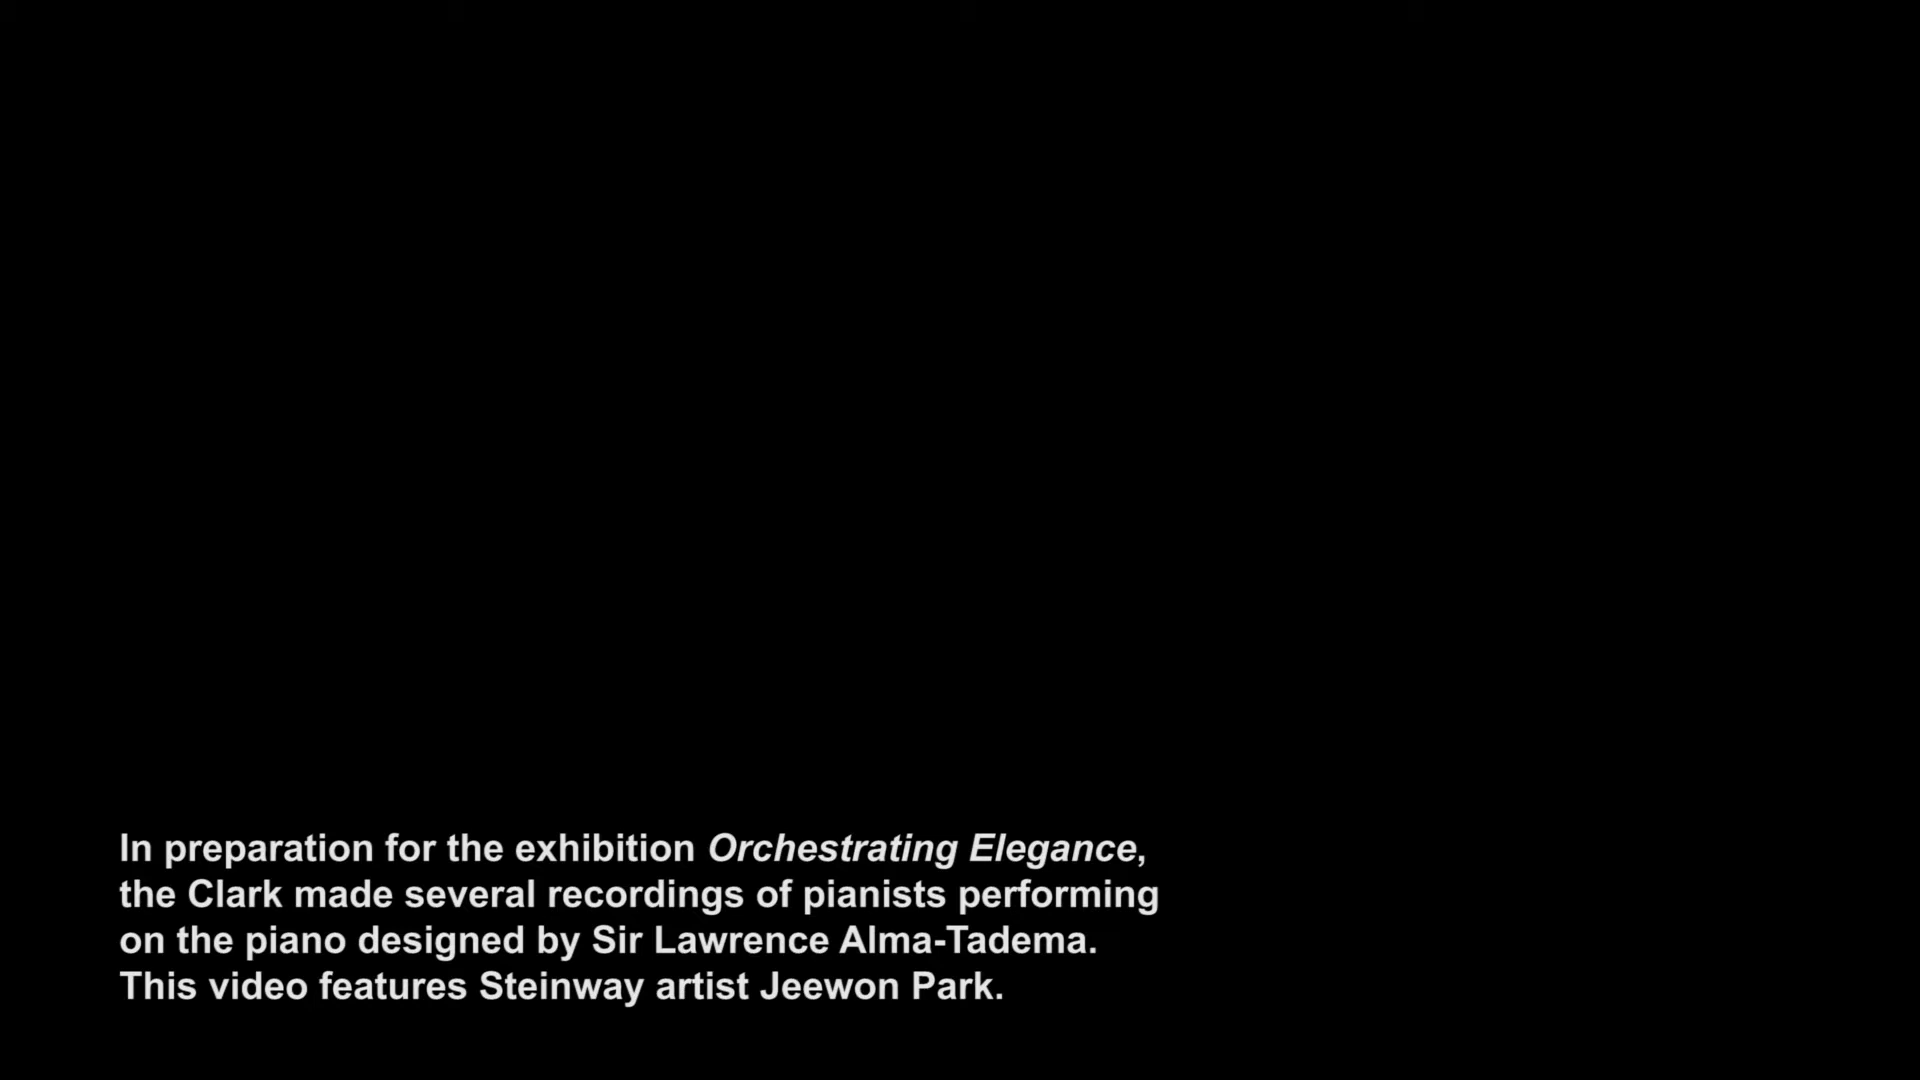 In preparation for the exhibition Orchestrating Elegance,
the Clark made several recordings of pianists performing
on the piano designed by Sir Lawrence Alma-Tadema.
This video features Steinway artist Jeewon Park.